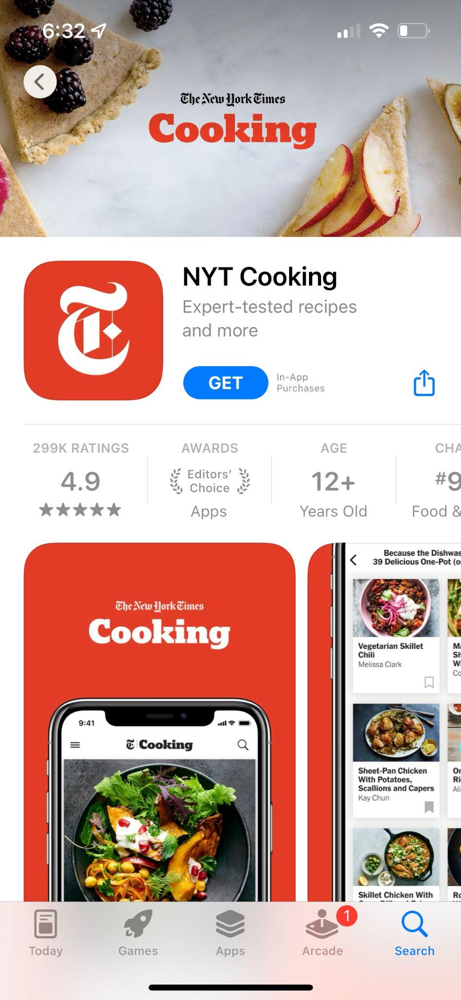 6:32
The New York Times
Cooking
NYT Cooking
Expert-tested recipes
and more
GET
In-App
Purchases
299K RATINGS
4.9
AWARDS
Editors'
Choice
Apps
AGE
12+
Years Old
CHA
#9
Food &
The New York Times
Cooking
9:41
Cooking
Because the Dishwas
39 Delicious One-Pot (o
Vegetarian Skillet
Chili
Melissa Clark
Ma
Sh
Wi
Co
Sheet-Pan Chicken
With Potatoes,
Scallions and Capers
Kay Chun
On
Ri
Ali
Skillet Chicken With
Ro
Today
Games
Apps
Arcade
1
Search